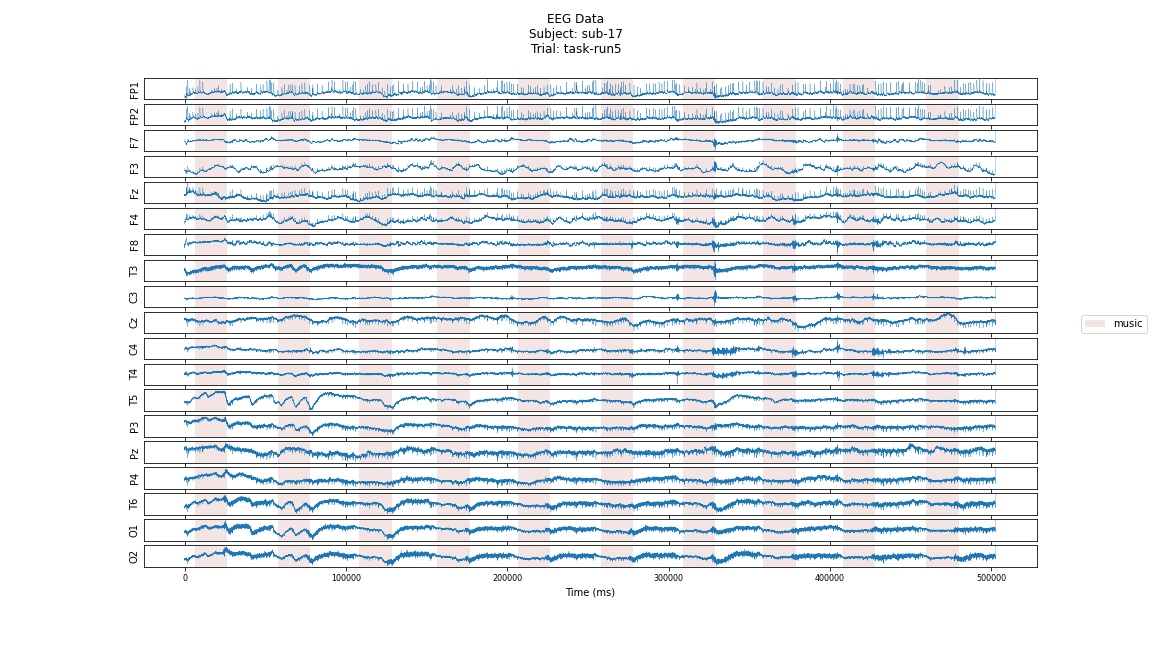 EEG Data
Subject: sub-17
Trial: task-run5
FP1
FP2
F7
F3
Fz
F4
F8
T3
C3
Cz
C4
T4
T5
P3
Pz
P4
T6
O1
O2
music
0 100000 200000 300000 400000 500000
Time (ms)